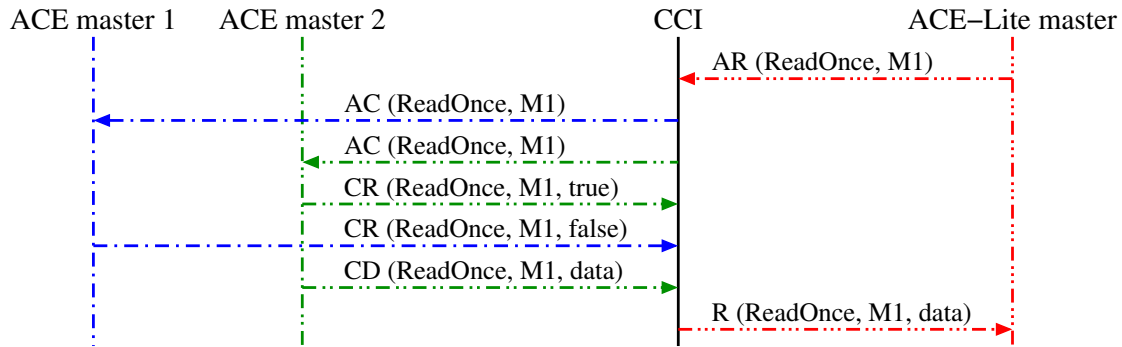 ACE master 1 ACE master 2 CCI ACE−Lite master
AR (ReadOnce, M1)
AC (ReadOnce, M1)
AC (ReadOnce, M1)
CR (ReadOnce, M1, true)
CR (ReadOnce, M1, false)
CD (ReadOnce, M1, data)
R (ReadOnce, M1, data)